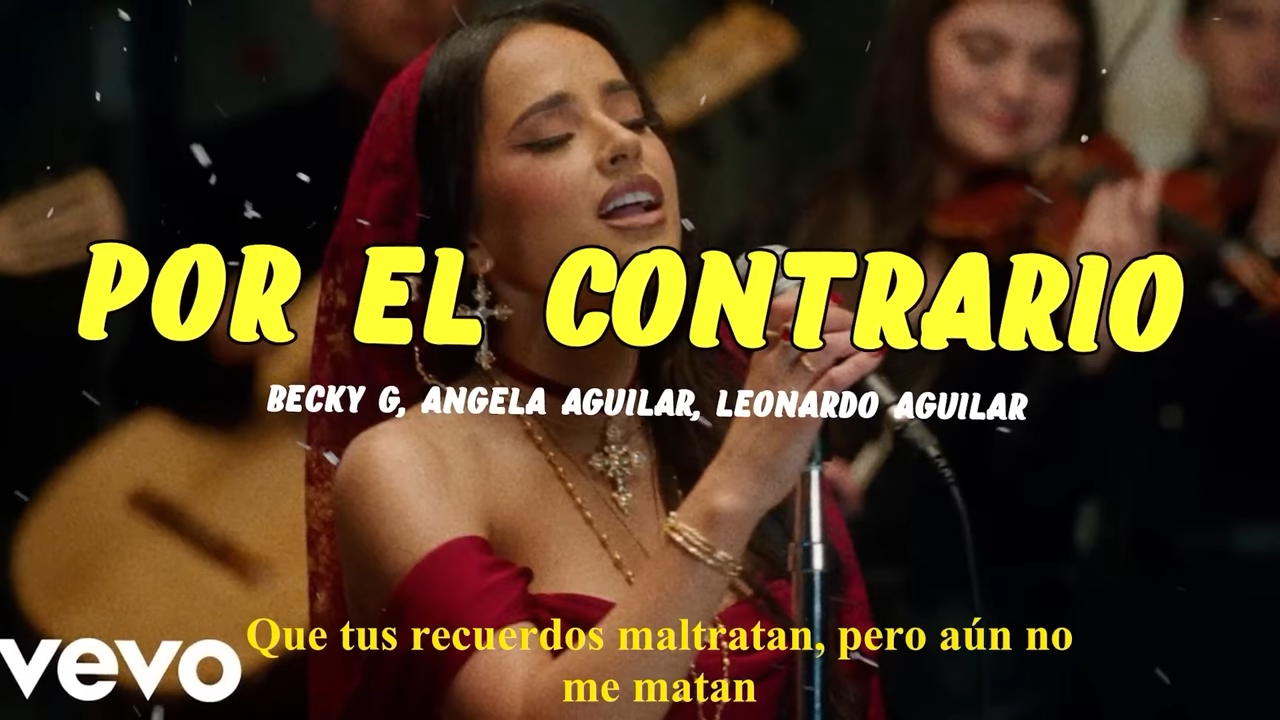 POR EL CONTRARIO
BECKY G, ANGELA AGUILAR, LEONARDO AGUILAR
vevo
Que tus recuerdos maltratan, pero aún no
me matan